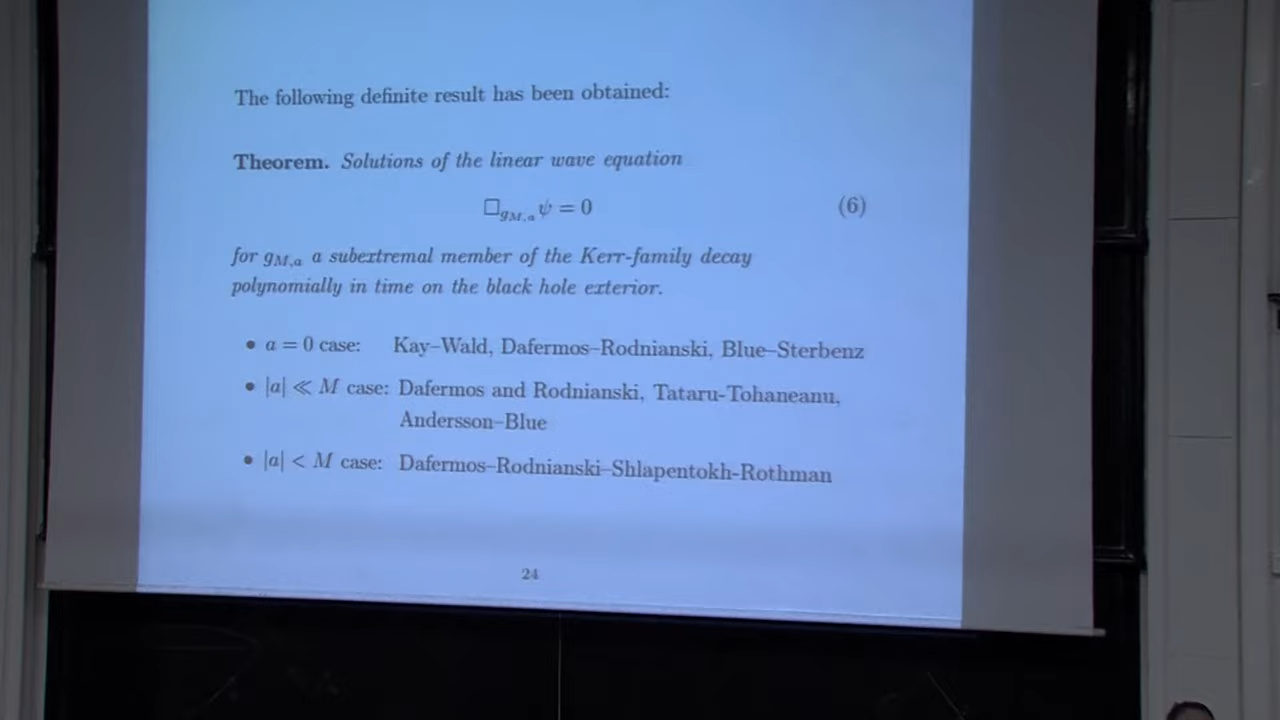 The following definite result has been obtained:
Theorem. Solutions of the linear wave equation
□_{g_{M,a}} ψ = 0 (6)
for g_{M,a} a subextremal member of the Kerr-family decay
polynomially in time on the black hole exterior.
• a = 0 case: Kay–Wald, Dafermos–Rodnianski, Blue–Sterbenz
• |a| ≪ M case: Dafermos and Rodnianski, Tataru-Tohaneanu,
Andersson–Blue
• |a| < M case: Dafermos–Rodnianski–Shlapentokh-Rothman
24